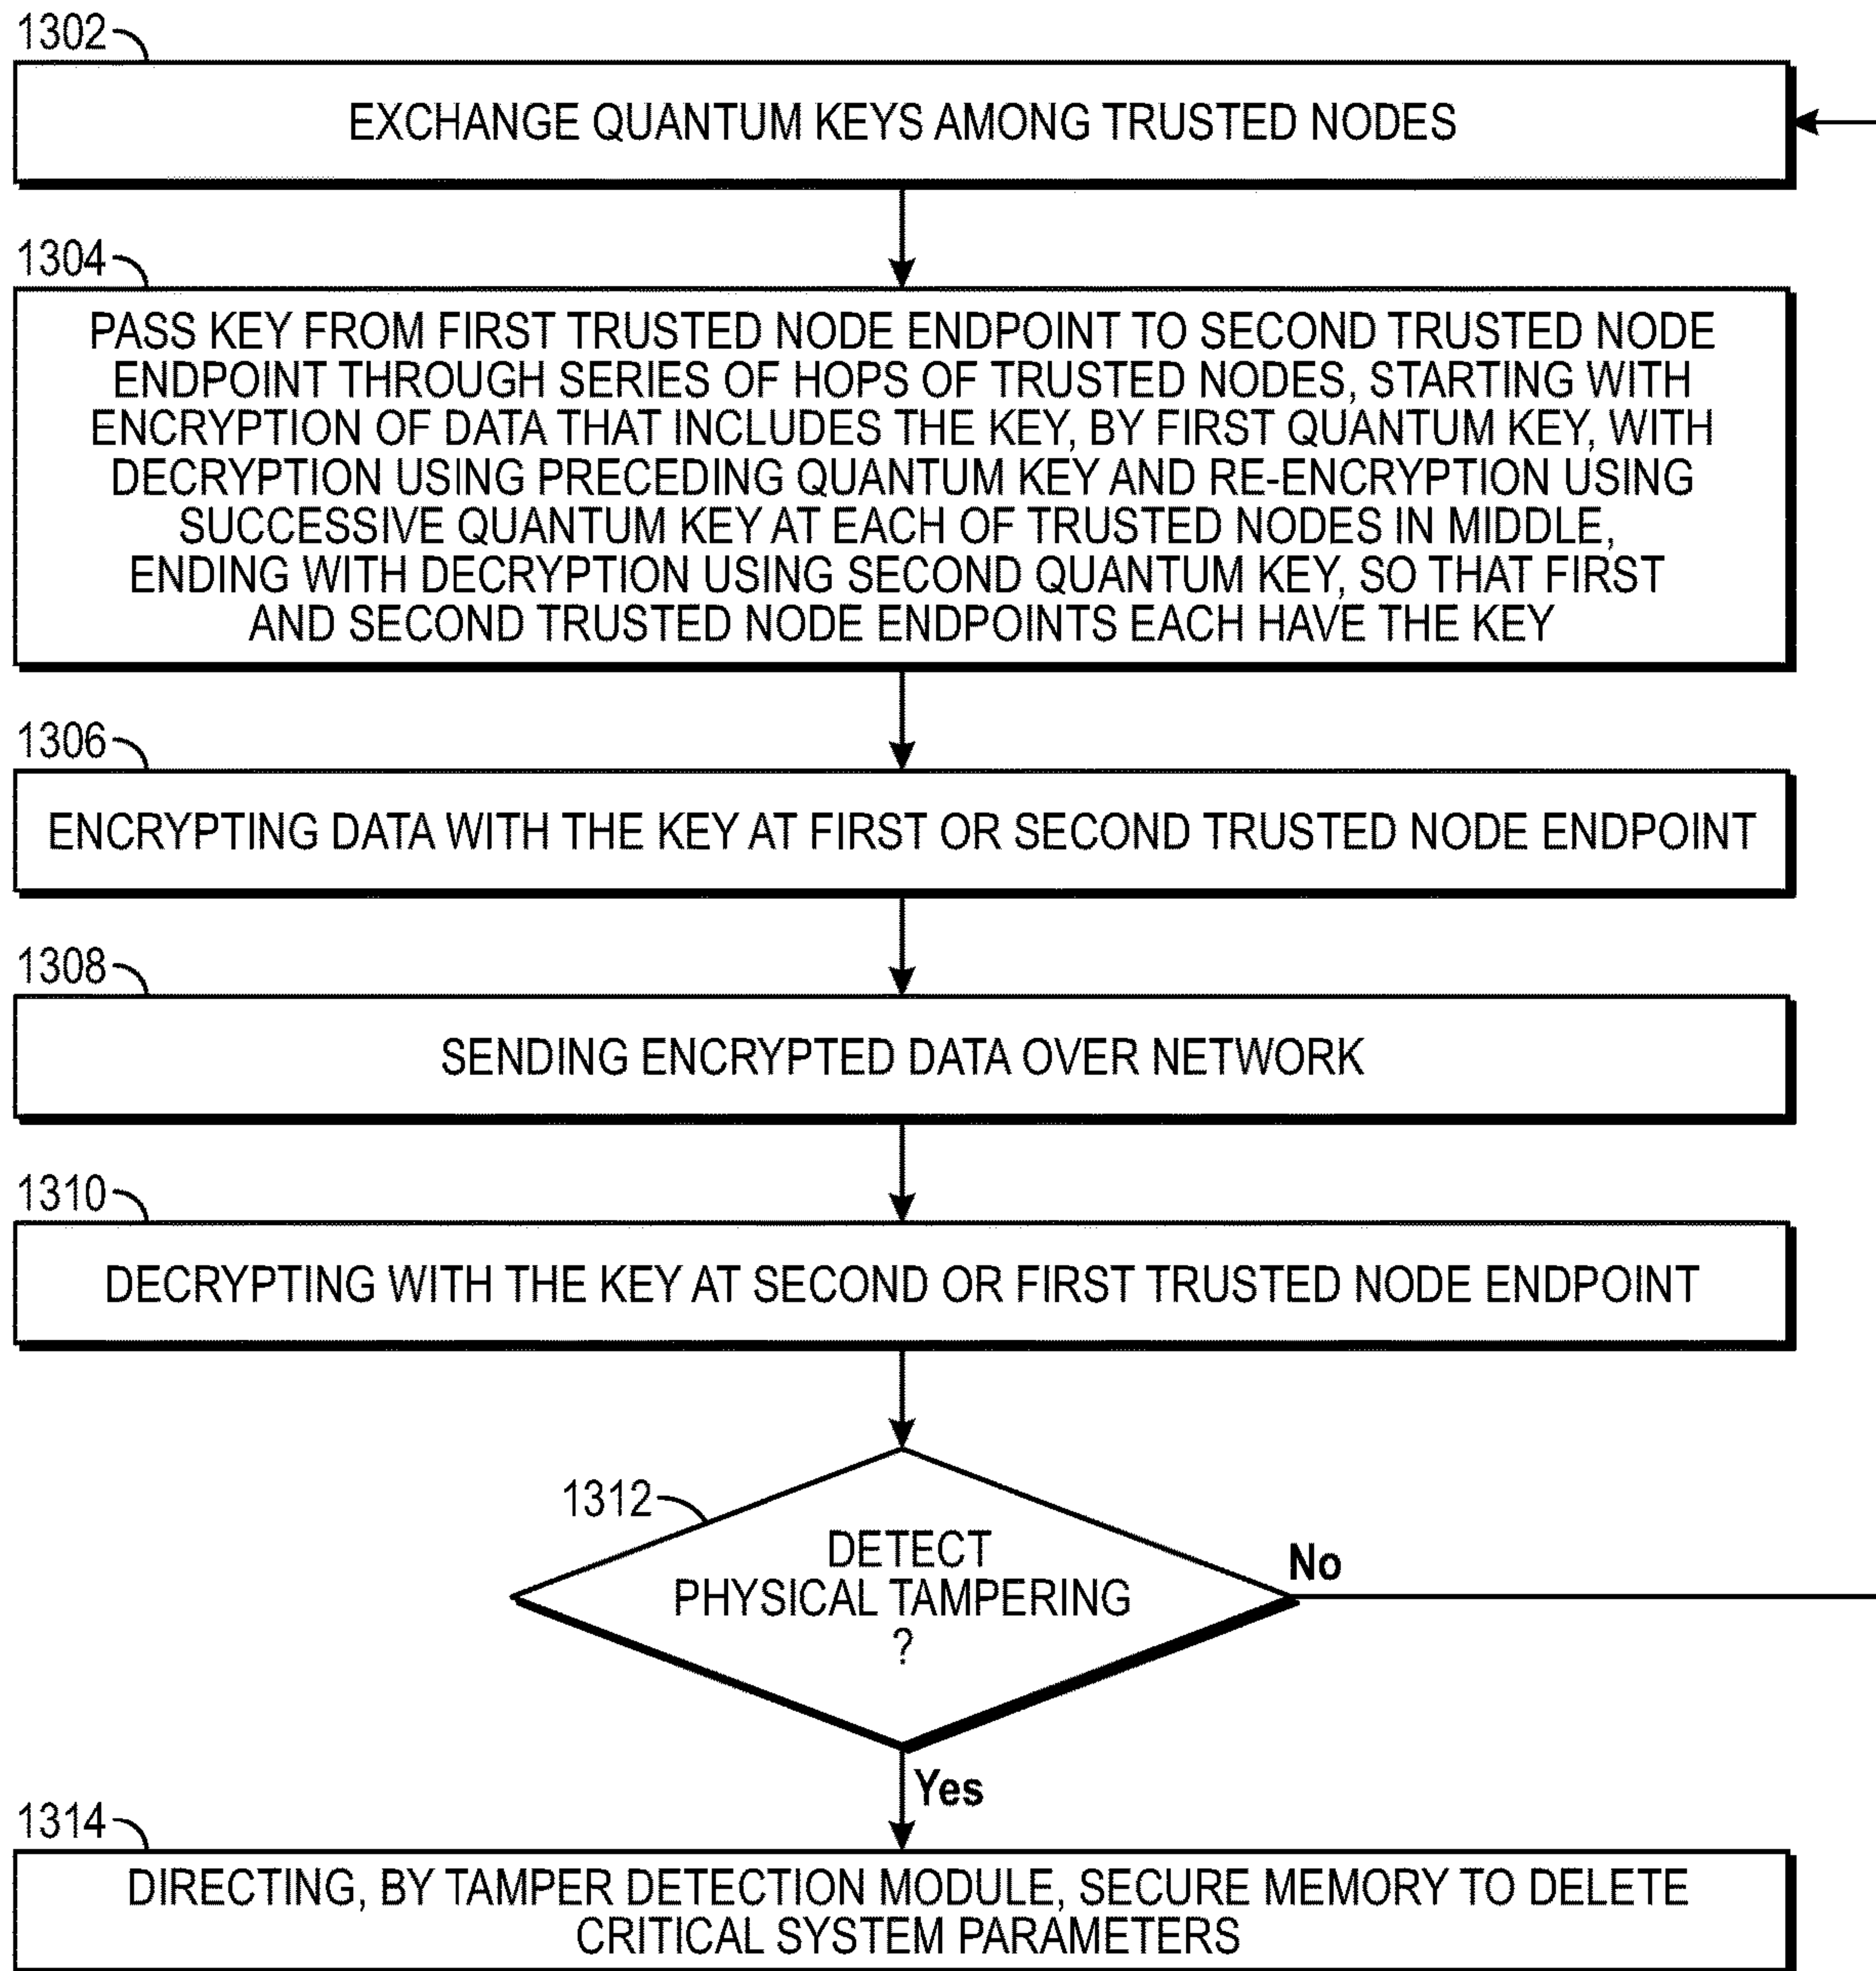 1302
EXCHANGE QUANTUM KEYS AMONG TRUSTED NODES
1304
PASS KEY FROM FIRST TRUSTED NODE ENDPOINT TO SECOND TRUSTED NODE
ENDPOINT THROUGH SERIES OF HOPS OF TRUSTED NODES, STARTING WITH
ENCRYPTION OF DATA THAT INCLUDES THE KEY, BY FIRST QUANTUM KEY, WITH
DECRYPTION USING PRECEDING QUANTUM KEY AND RE-ENCRYPTION USING
SUCCESSIVE QUANTUM KEY AT EACH OF TRUSTED NODES IN MIDDLE,
ENDING WITH DECRYPTION USING SECOND QUANTUM KEY, SO THAT FIRST
AND SECOND TRUSTED NODE ENDPOINTS EACH HAVE THE KEY
1306
ENCRYPTING DATA WITH THE KEY AT FIRST OR SECOND TRUSTED NODE ENDPOINT
1308
SENDING ENCRYPTED DATA OVER NETWORK
1310
DECRYPTING WITH THE KEY AT SECOND OR FIRST TRUSTED NODE ENDPOINT
1312
DETECT
PHYSICAL TAMPERING
?
No
Yes
1314
DIRECTING, BY TAMPER DETECTION MODULE, SECURE MEMORY TO DELETE
CRITICAL SYSTEM PARAMETERS